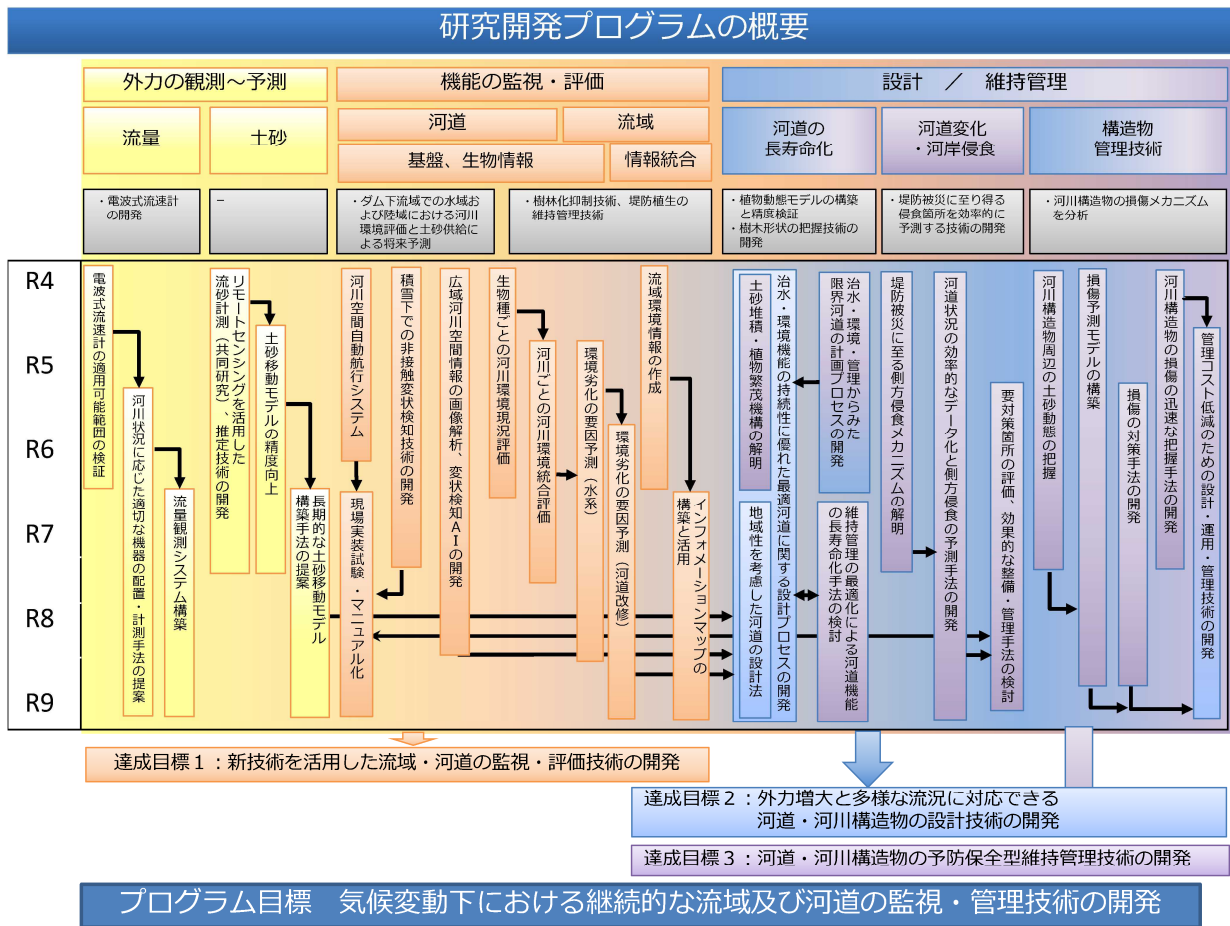 研究開発プログラムの概要
外力の観測～予測
機能の監視・評価
設計　／　維持管理
流量
土砂
河道
流域
基盤、生物情報
情報統合
河道の
長寿命化
河道変化
・河岸侵食
構造物
管理技術
・電波式流速計
の開発
–
・ダム下流域での水域
および陸域における河川
環境評価と土砂供給に
よる将来予測
・樹林化抑制技術、堤防植生の
維持管理技術
・植物動態モデルの構築
と精度検証
・樹木形状の把握技術の
開発
・堤防被災に至り得る
侵食箇所を効率的に
予測する技術の開発
・河川構造物の損傷メカニズム
を分析
R4
R5
R6
R7
R8
R9
電波式流速計の適用可能範囲の検証
河川状況に応じた適切な機器の配置・計測手法の提案
流量観測システム構築
リモートセンシングを活用した
流砂計測（共同研究）、推定技術の開発
土砂移動モデルの精度向上
長期的な土砂移動モデル
構築手法の提案
河川空間自動航行システム
現場実装試験・マニュアル化
積雪下での非接触変状検知技術の開発
広域河川空間情報の画像解析、変状検知ＡＩの開発
生物種ごとの河川環境現況評価
河川ごとの河川環境統合評価
環境劣化の要因予測（水系）
環境劣化の要因予測（河道改修）
流域環境情報の作成
インフォメーションマップの
構築と活用
治水・環境機能の持続性に優れた最適河道に関する設計プロセスの開発
土砂堆積・植物繁茂機構の解明
地域性を考慮した河道の設計法
治水・環境・管理からみた
限界河道の計画プロセスの開発
維持管理の最適化による河道機能
の長寿命化手法の検討
堤防被災に至る側方侵食メカニズムの解明
河道状況の効率的なデータ化と側方侵食の予測手法の開発
要対策箇所の評価、効果的な整備・管理手法の検討
河川構造物周辺の土砂動態の把握
損傷予測モデルの構築
損傷の対策手法の開発
河川構造物の損傷の迅速な把握手法の開発
管理コスト低減のための設計・運用・管理技術の開発
達成目標１：新技術を活用した流域・河道の監視・評価技術の開発
達成目標２：外力増大と多様な流況に対応できる
河道・河川構造物の設計技術の開発
達成目標３：河道・河川構造物の予防保全型維持管理技術の開発
プログラム目標　気候変動下における継続的な流域及び河道の監視・管理技術の開発